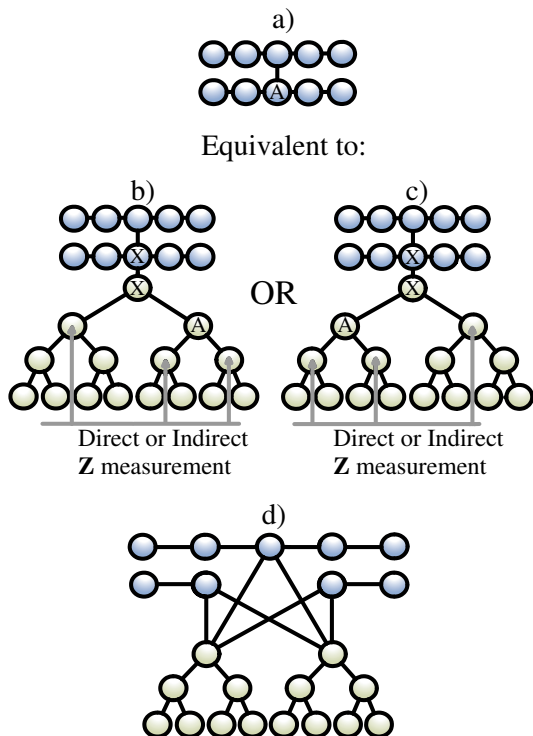 a)
A
Equivalent to:
b)
c)
X
X
X
X
OR
A
A
Direct or Indirect
Z measurement
Direct or Indirect
Z measurement
d)